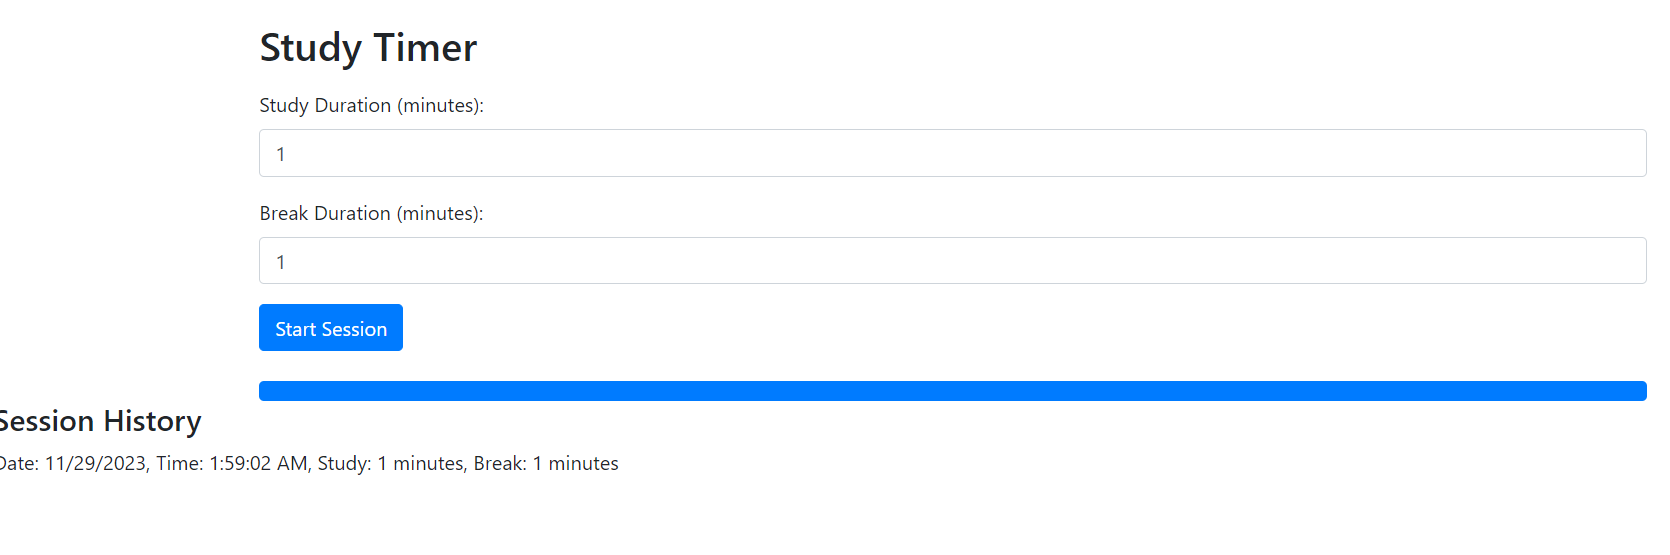 Study Timer
Study Duration (minutes):
1
Break Duration (minutes):
1
Start Session
Session History
Date: 11/29/2023, Time: 1:59:02 AM, Study: 1 minutes, Break: 1 minutes